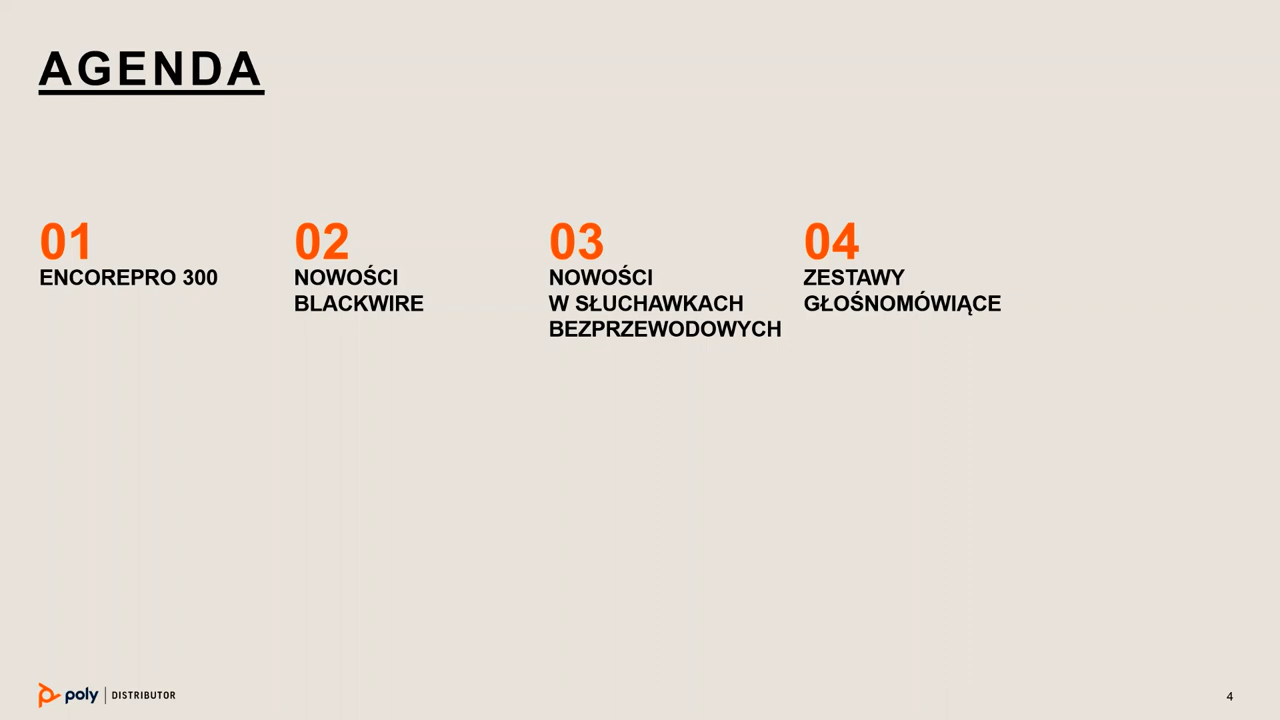 AGENDA
01
ENCOREPRO 300
02
NOWOŚCI
BLACKWIRE
03
NOWOŚCI
W SŁUCHAWKACH
BEZPRZEWODOWYCH
04
ZESTAWY
GŁOŚNOMÓWIĄCE
poly | DISTRIBUTOR
4